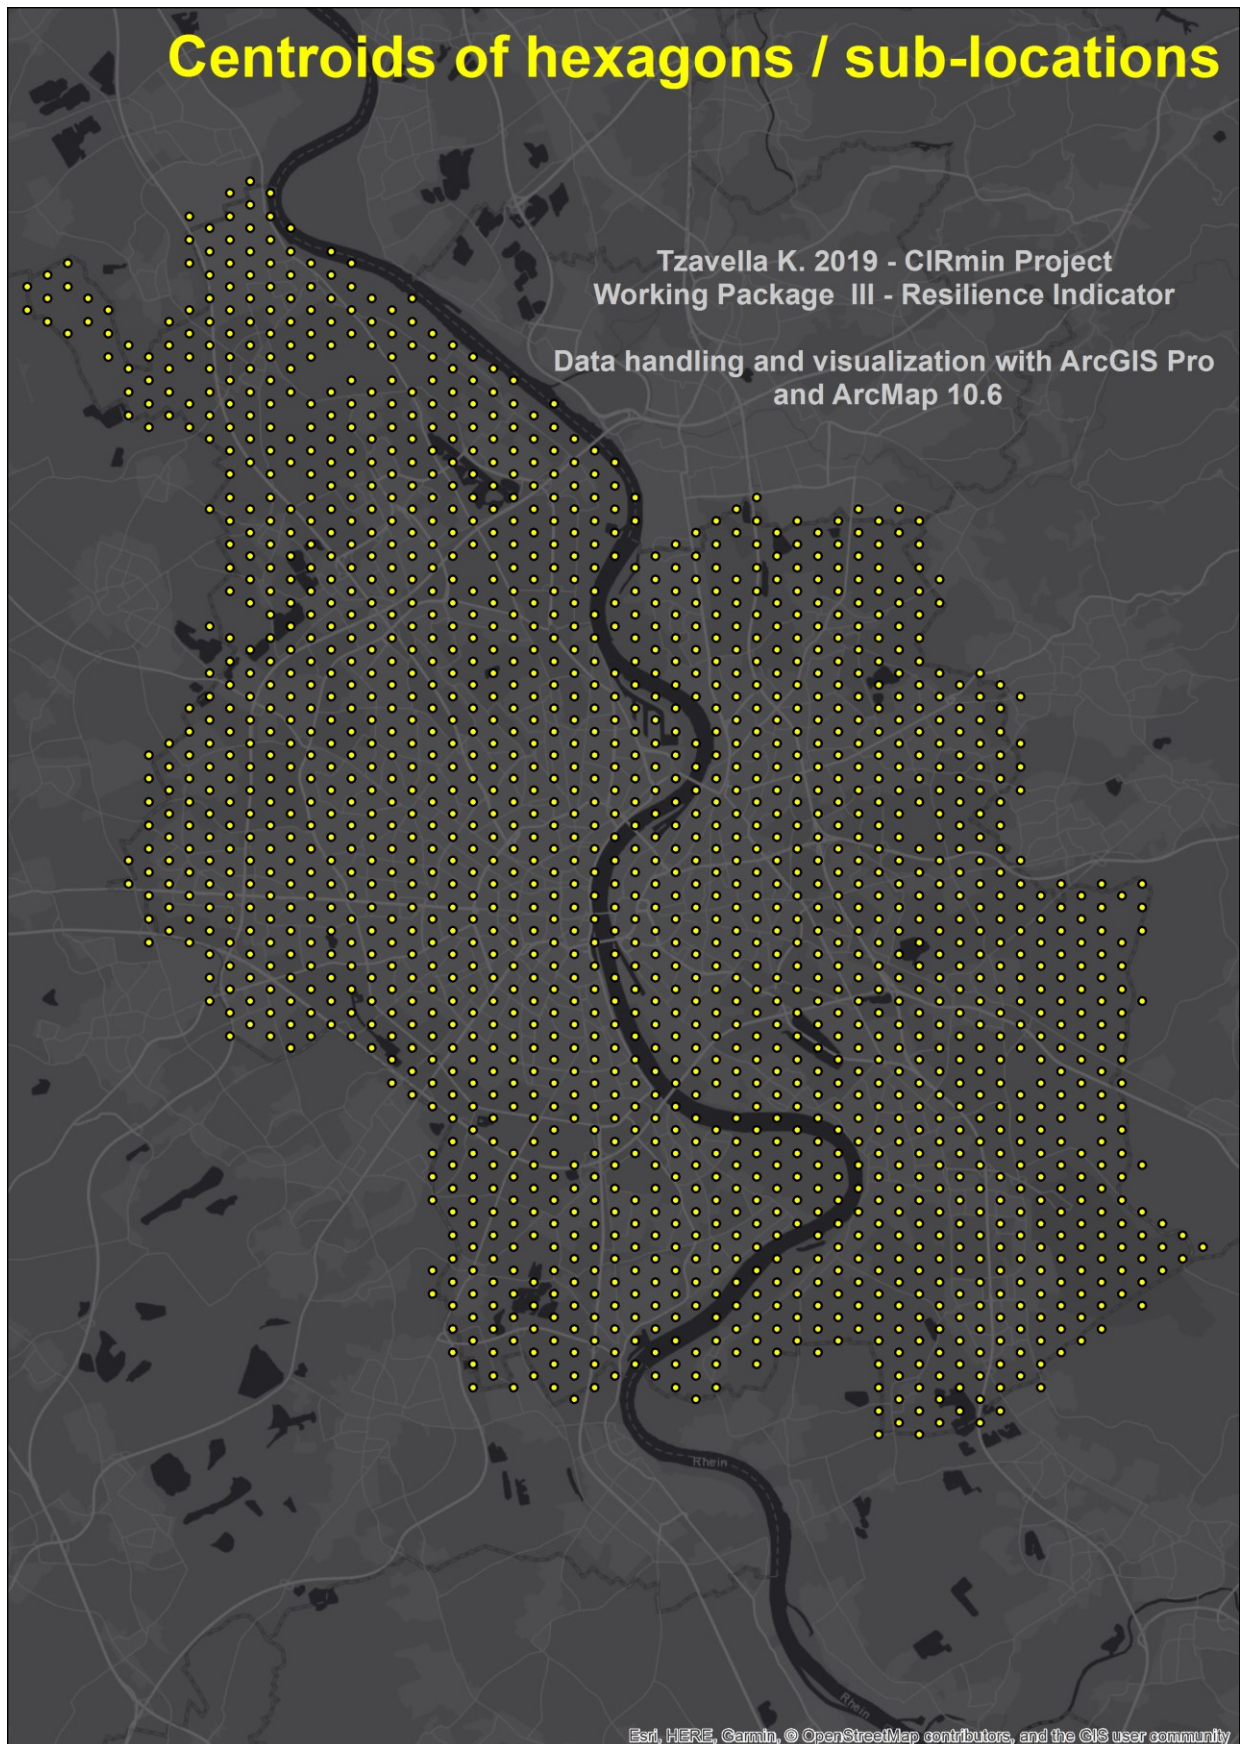 Centroids of hexagons / sub-locations
Tzavella K. 2019 - CIRmin Project
Working Package III - Resilience Indicator
Data handling and visualization with ArcGIS Pro
and ArcMap 10.6
Rhein
Rhein
Esri, HERE, Garmin, © OpenStreetMap contributors, and the GIS user community